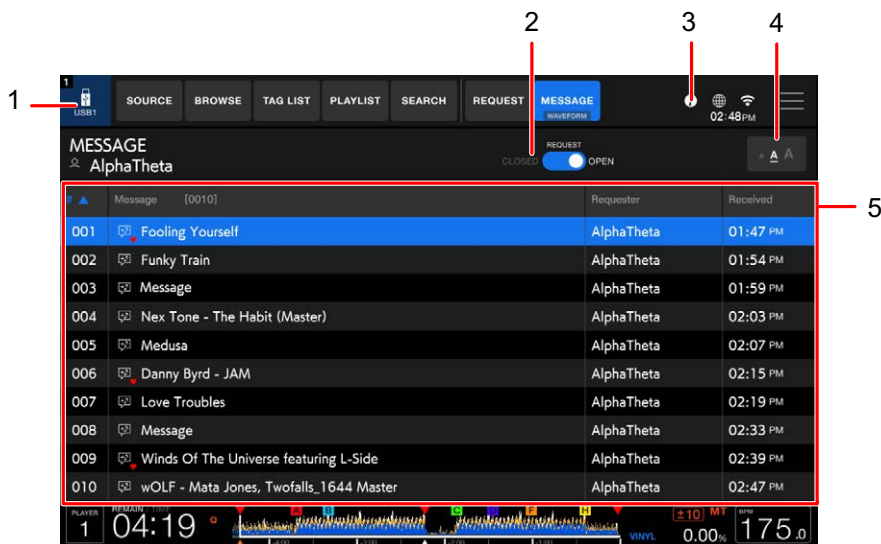 2 3 4
1
1
USB1 SOURCE BROWSE TAG LIST PLAYLIST SEARCH REQUEST MESSAGE
WAVEFORM
02:48PM
MESSAGE
AlphaTheta
REQUEST
CLOSED OPEN
A A A
5
# Message [0010] Requester Received
001 Fooling Yourself AlphaTheta 01:47 PM
002 Funky Train AlphaTheta 01:54 PM
003 Message AlphaTheta 01:59 PM
004 Nex Tone - The Habit (Master) AlphaTheta 02:03 PM
005 Medusa AlphaTheta 02:07 PM
006 Danny Byrd - JAM AlphaTheta 02:15 PM
007 Love Troubles AlphaTheta 02:19 PM
008 Message AlphaTheta 02:33 PM
009 Winds Of The Universe featuring L-Side AlphaTheta 02:39 PM
010 wOLF - Mata Jones, Twofalls_1644 Master AlphaTheta 02:47 PM
PLAYER
1
REMAIN / TIME
04:19
A B C D F H
VINYL
±10 MT
0.00%
BPM
175.0